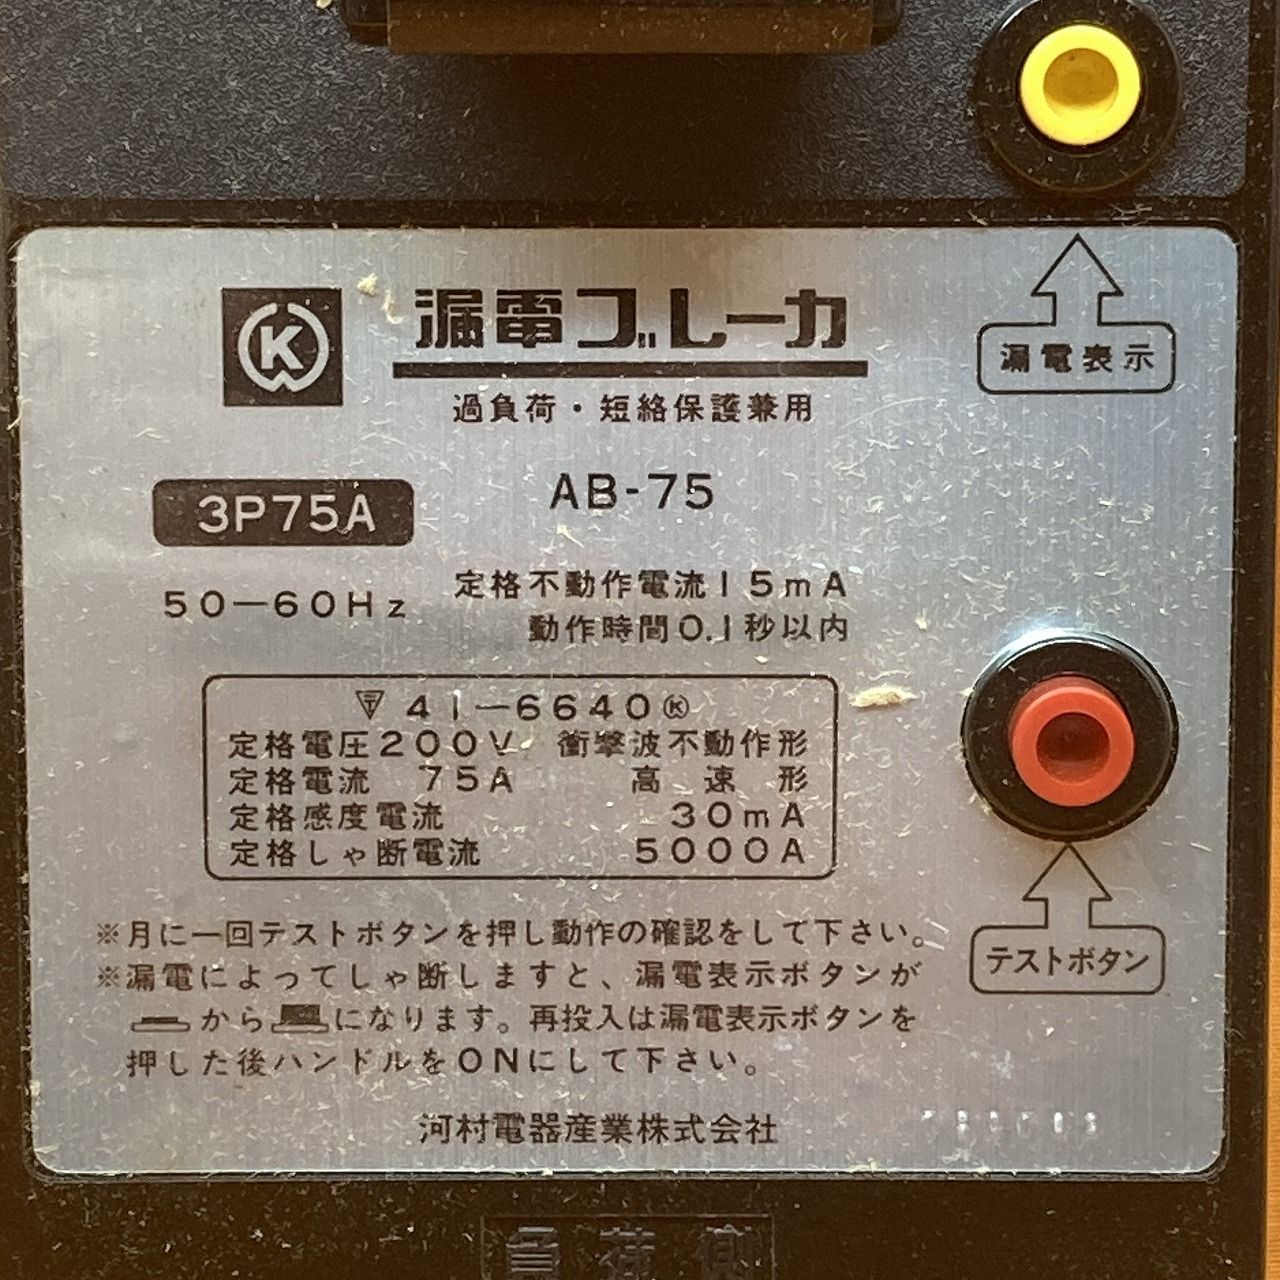 漏電ブレーカ
漏電表示
過負荷・短絡保護兼用
AB-75
3P75A
50—60Hz
定格不動作電流15mA
動作時間0.1秒以内
41—6640Ⓚ
定格電圧200V 衝撃波不動作形
定格電流 75A 高速形
定格感度電流 30mA
定格しゃ断電流 5000A
※月に一回テストボタンを押し動作の確認をして下さい。
※漏電によってしゃ断しますと、漏電表示ボタンが
から になります。再投入は漏電表示ボタンを
押した後ハンドルをONにして下さい。
テストボタン
河村電器産業株式会社
負荷側